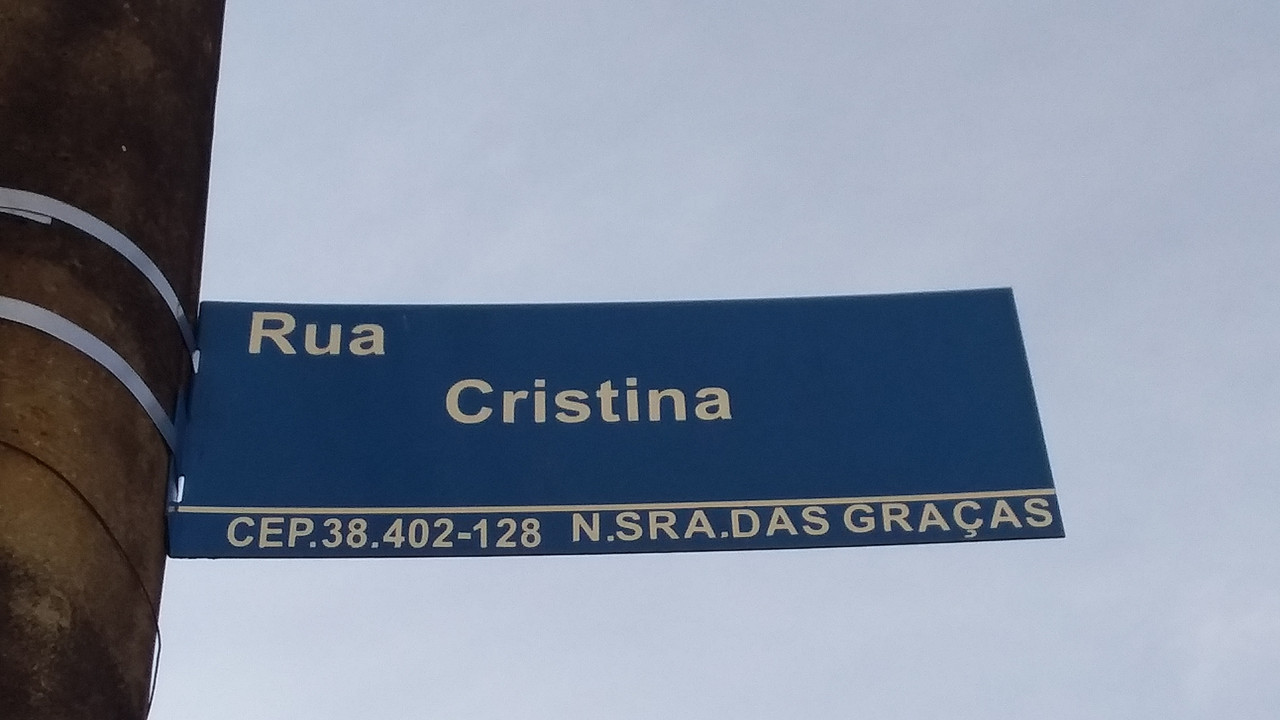 Rua
Cristina
CEP.38.402-128 N.SRA.DAS GRAÇAS